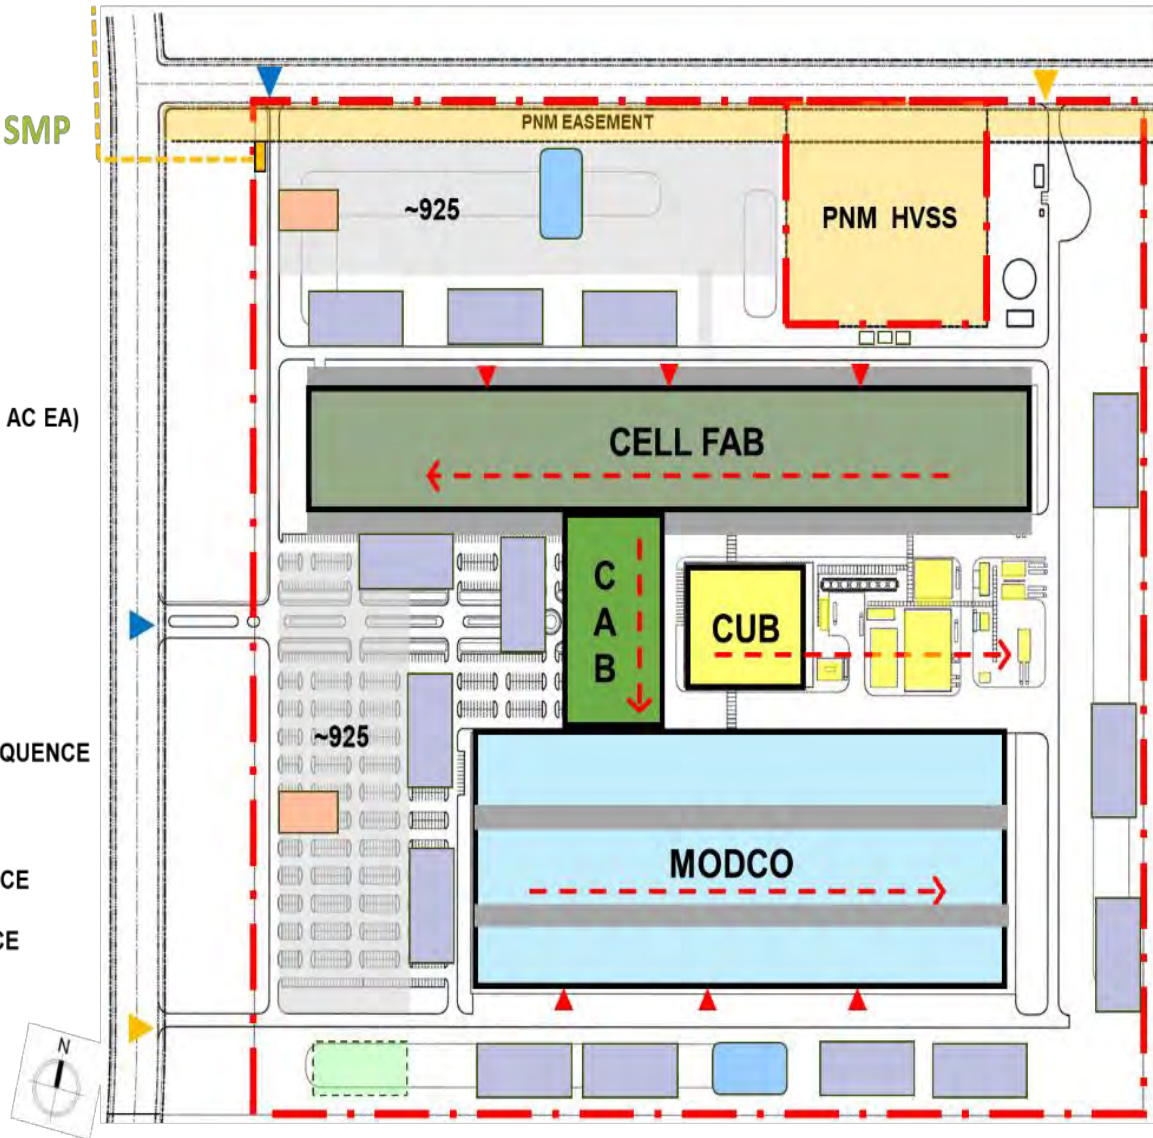 PNM EASEMENT
SMP
~925
PNM HVSS
AC EA)
CELL FAB
C
A
B
CUB
~925
QUENCE
MODCO
CE
CE
N